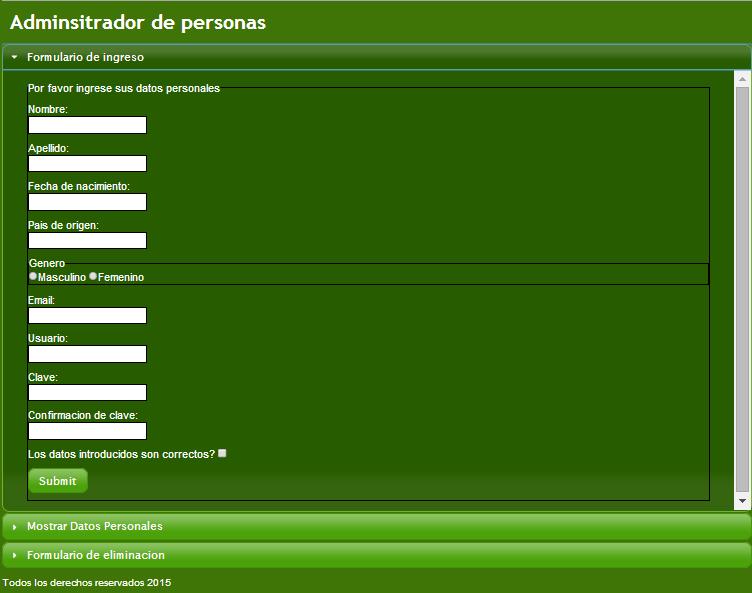 Adminsitrador de personas
Formulario de ingreso
Por favor ingrese sus datos personales
Nombre:
Apellido:
Fecha de nacimiento:
Pais de origen:
Genero
Masculino Femenino
Email:
Usuario:
Clave:
Confirmacion de clave:
Los datos introducidos son correctos?
Submit
Mostrar Datos Personales
Formulario de eliminacion
Todos los derechos reservados 2015